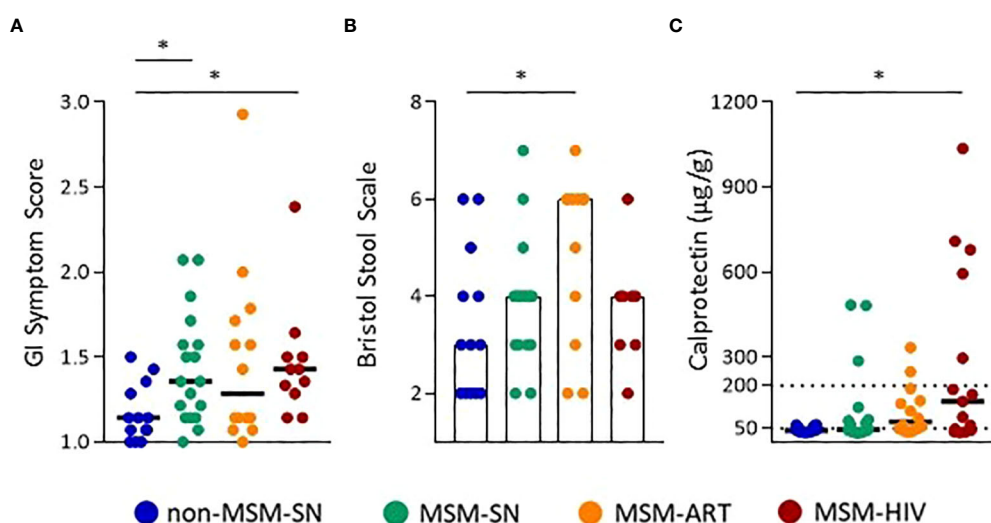 A
B
C
*
*
*
*
3.0
2.5
2.0
1.5
1.0
GI Symptom Score
8
6
4
2
Bristol Stool Scale
1200
900
600
300
200
50
Calprotectin (µg/g)
non-MSM-SN MSM-SN MSM-ART MSM-HIV